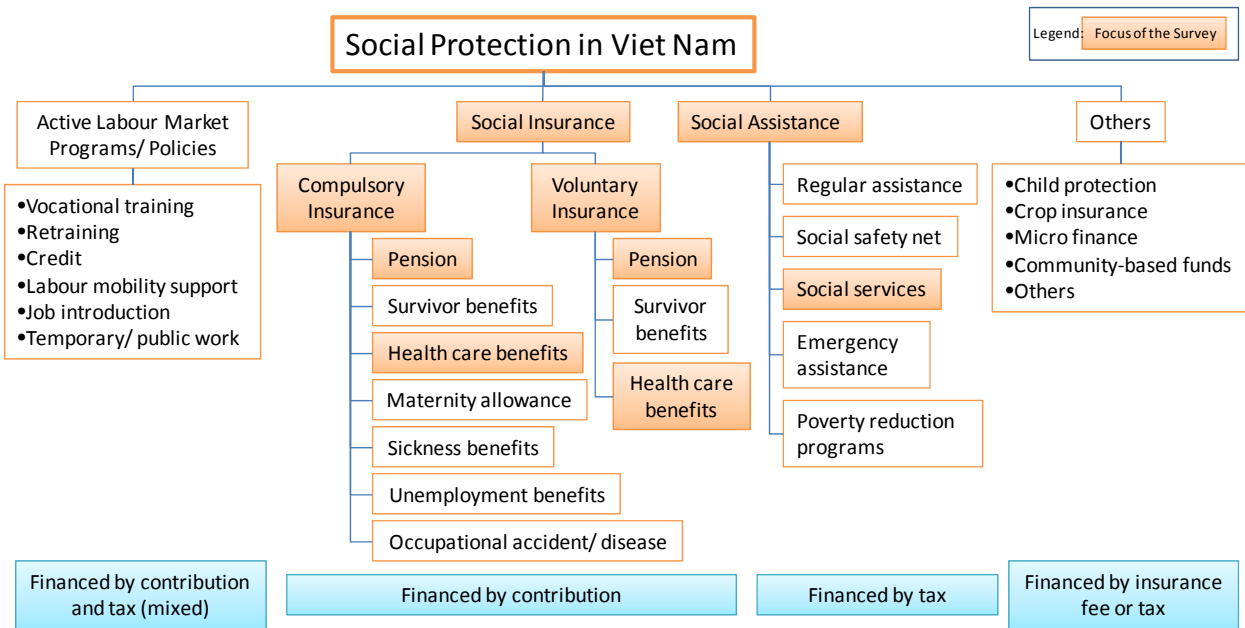 Social Protection in Viet Nam
Legend: Focus of the Survey
Active Labour Market
Programs/ Policies
•Vocational training
•Retraining
•Credit
•Labour mobility support
•Job introduction
•Temporary/ public work
Social Insurance
Compulsory
Insurance
Pension
Survivor benefits
Health care benefits
Maternity allowance
Sickness benefits
Unemployment benefits
Occupational accident/ disease
Voluntary
Insurance
Pension
Survivor
benefits
Health care
benefits
Social Assistance
Regular assistance
Social safety net
Social services
Emergency
assistance
Poverty reduction
programs
Others
•Child protection
•Crop insurance
•Micro finance
•Community-based funds
•Others
Financed by contribution
and tax (mixed)
Financed by contribution
Financed by tax
Financed by insurance
fee or tax